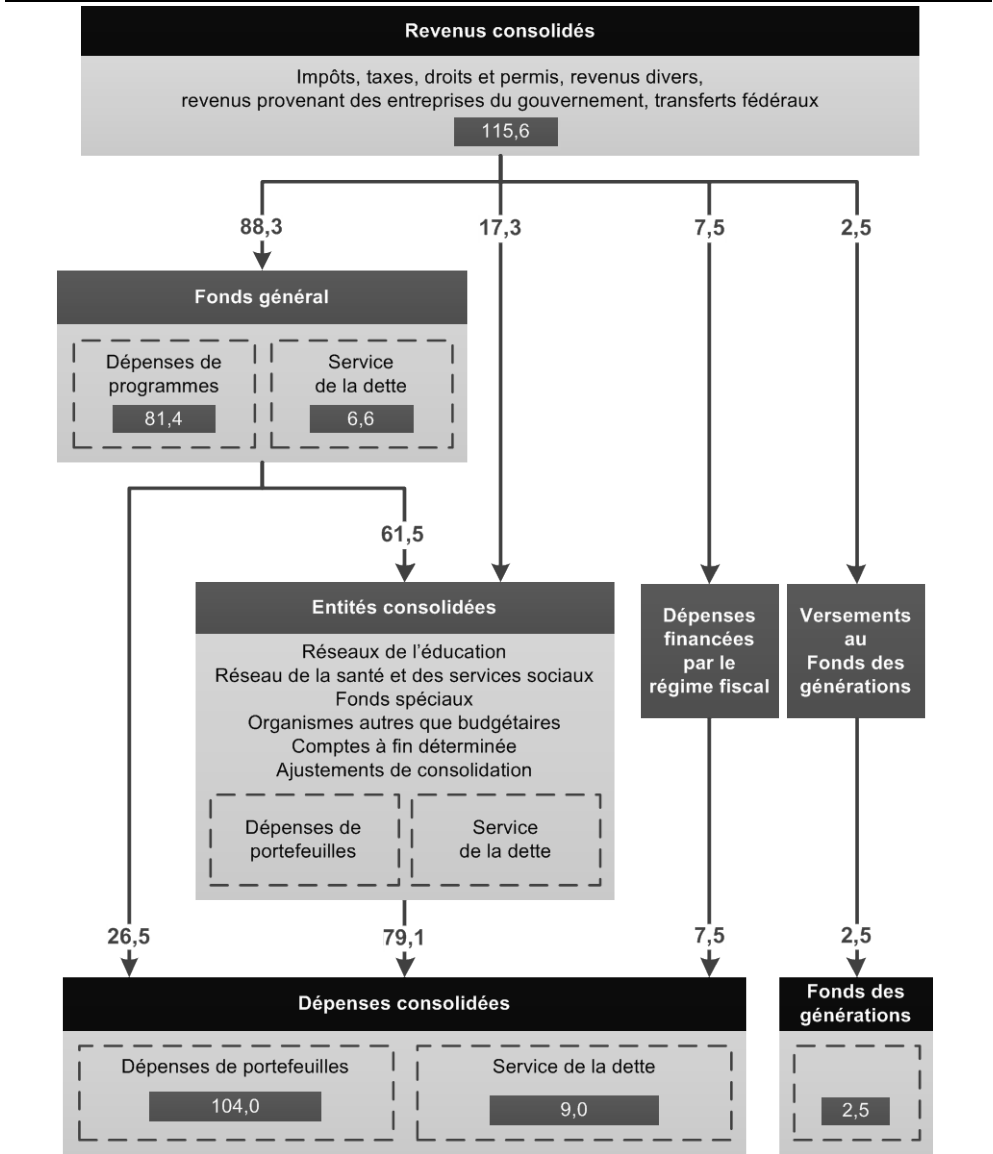 Revenus consolidés
Impôts, taxes, droits et permis, revenus divers,
revenus provenant des entreprises du gouvernement, transferts fédéraux
115,6
88,3
17,3
7,5
2,5
Fonds général
Dépenses de
programmes
81,4
Service
de la dette
6,6
61,5
Entités consolidées
Réseaux de l'éducation
Réseau de la santé et des services sociaux
Fonds spéciaux
Organismes autres que budgétaires
Comptes à fin déterminée
Ajustements de consolidation
Dépenses de
portefeuilles
Service
de la dette
Dépenses
financées
par le
régime fiscal
Versements
au
Fonds des
générations
26,5
79,1
7,5
2,5
Dépenses consolidées
Dépenses de portefeuilles
104,0
Service de la dette
9,0
Fonds des
générations
2,5